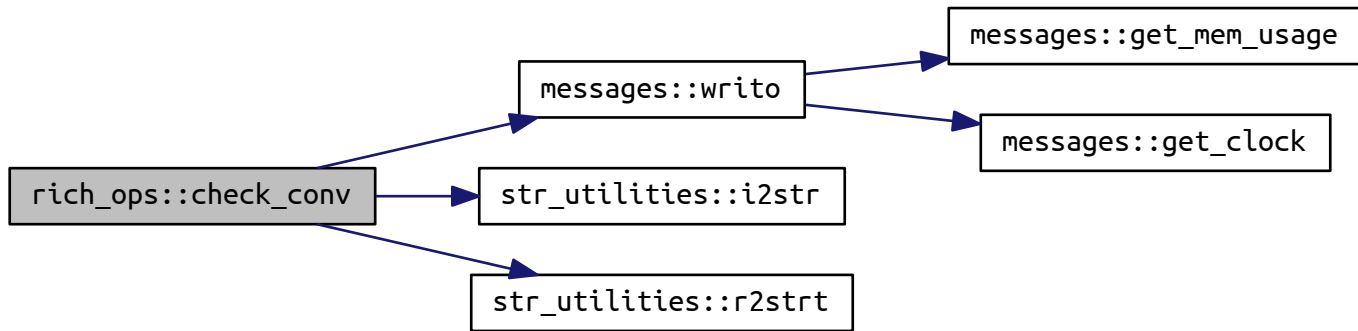 messages::get_mem_usage
messages::writo
messages::get_clock
rich_ops::check_conv
str_utilities::i2str
str_utilities::r2strt